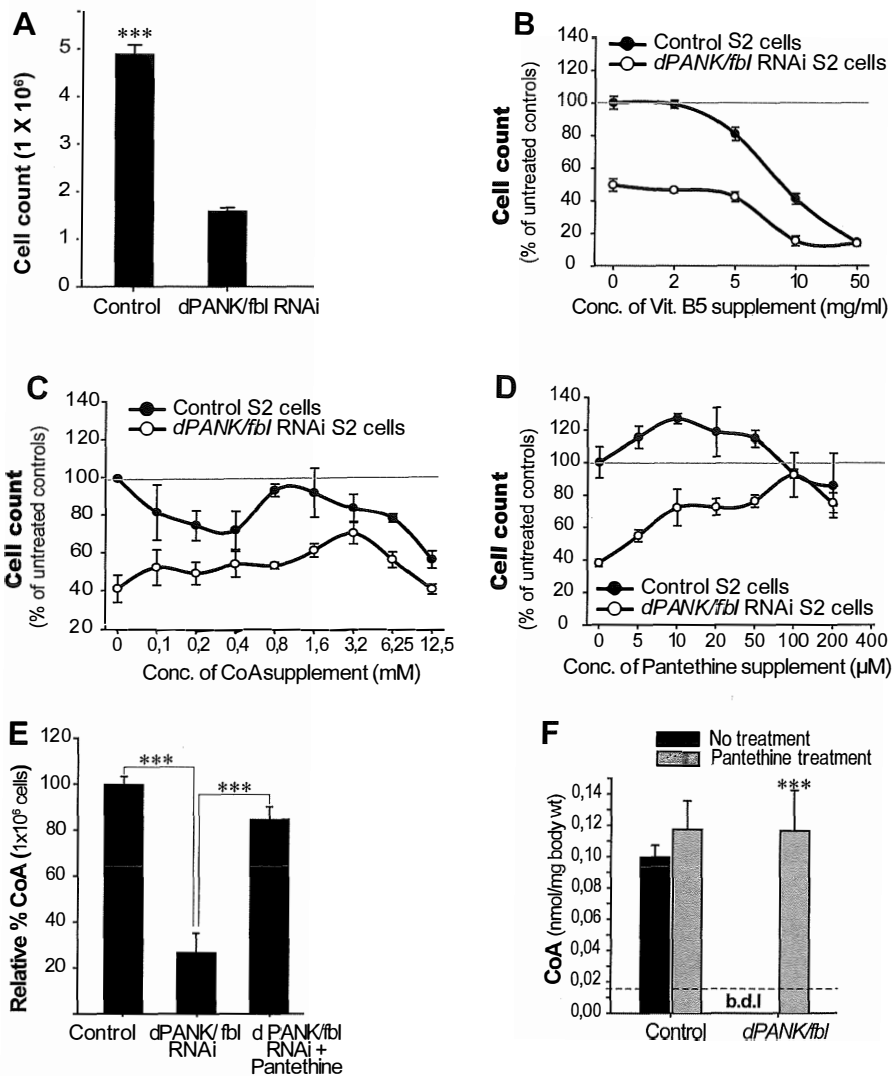 A
Cell count (1 X 10⁶)
5
4
3
2
1
0
***
Control
dPANK/fbl RNAi
B
Cell count
(% of untreated controls)
140
120
100
80
60
40
20
0
Control S2 cells
dPANK/fbl RNAi S2 cells
0 2 5 10 50
Conc. of Vit. B5 supplement (mg/ml)
C
Cell count
(% of untreated controls)
140
120
100
80
60
40
20
Control S2 cells
dPANK/fbl RNAi S2 cells
0 0,1 0,2 0,4 0,8 1,6 3,2 6,25 12,5
Conc. of CoAsupplement (mM)
D
Cell count
(% of untreated controls)
140
120
100
80
60
40
20
0
Control S2 cells
dPANK/fbl RNAi S2 cells
0 5 10 20 50 100 200 400
Conc. of Pantethine supplement (µM)
E
Relative % CoA (1x10⁶ cells)
120
100
80
60
40
20
***
***
Control
dPANK/ fbl
RNAi
d PANK/fbl
RNAi +
Pantethine
F
No treatment
Pantethine treatment
CoA (nmol/mg body wt)
0,14
0,12
0,10
0,08
0,06
0,04
0,02
0,00
***
b.d.l
Control
dPANK/fbl